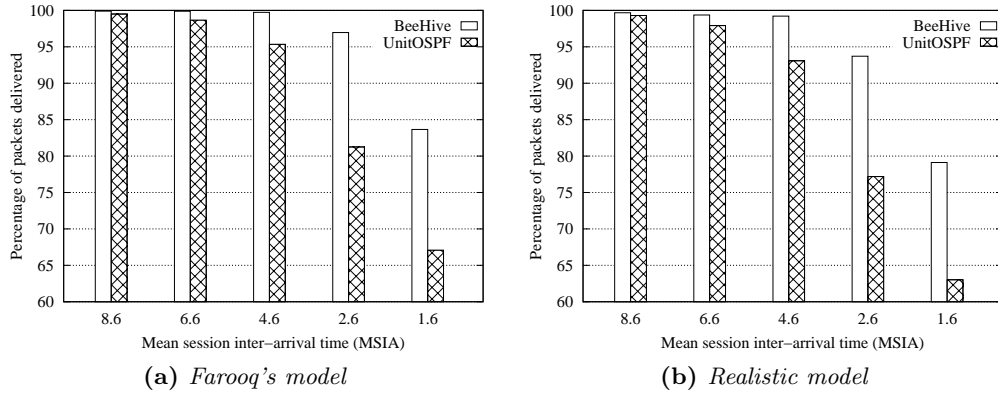 Percentage of packets delivered
100
95
90
85
80
75
70
65
60
BeeHive
UnitOSPF
8.6 6.6 4.6 2.6 1.6
Mean session inter−arrival time (MSIA)
(a) Farooq's model
Percentage of packets delivered
100
95
90
85
80
75
70
65
60
BeeHive
UnitOSPF
8.6 6.6 4.6 2.6 1.6
Mean session inter−arrival time (MSIA)
(b) Realistic model